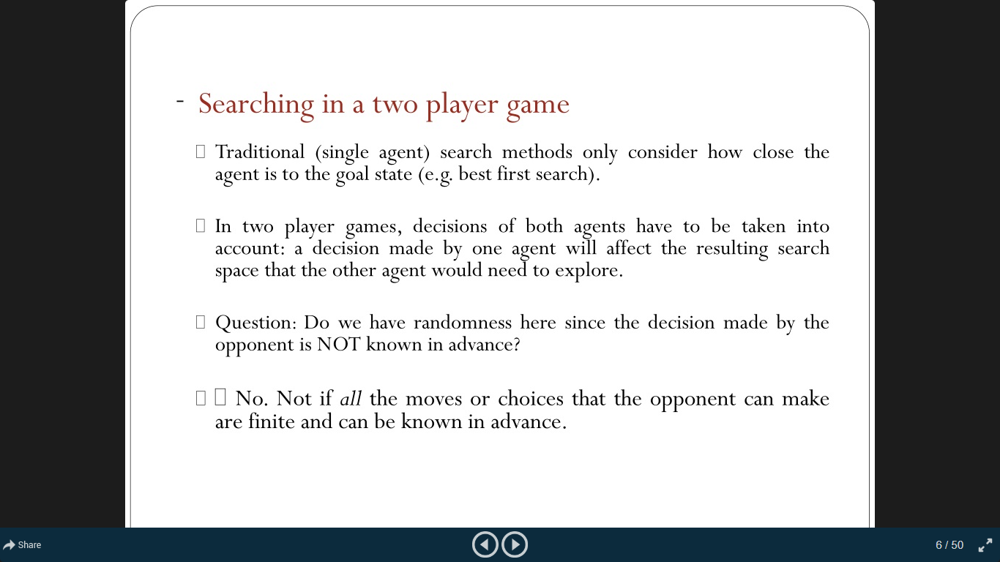 - Searching in a two player game
Traditional (single agent) search methods only consider how close the
agent is to the goal state (e.g. best first search).
In two player games, decisions of both agents have to be taken into
account: a decision made by one agent will affect the resulting search
space that the other agent would need to explore.
Question: Do we have randomness here since the decision made by the
opponent is NOT known in advance?
No. Not if all the moves or choices that the opponent can make
are finite and can be known in advance.
Share
6 / 50